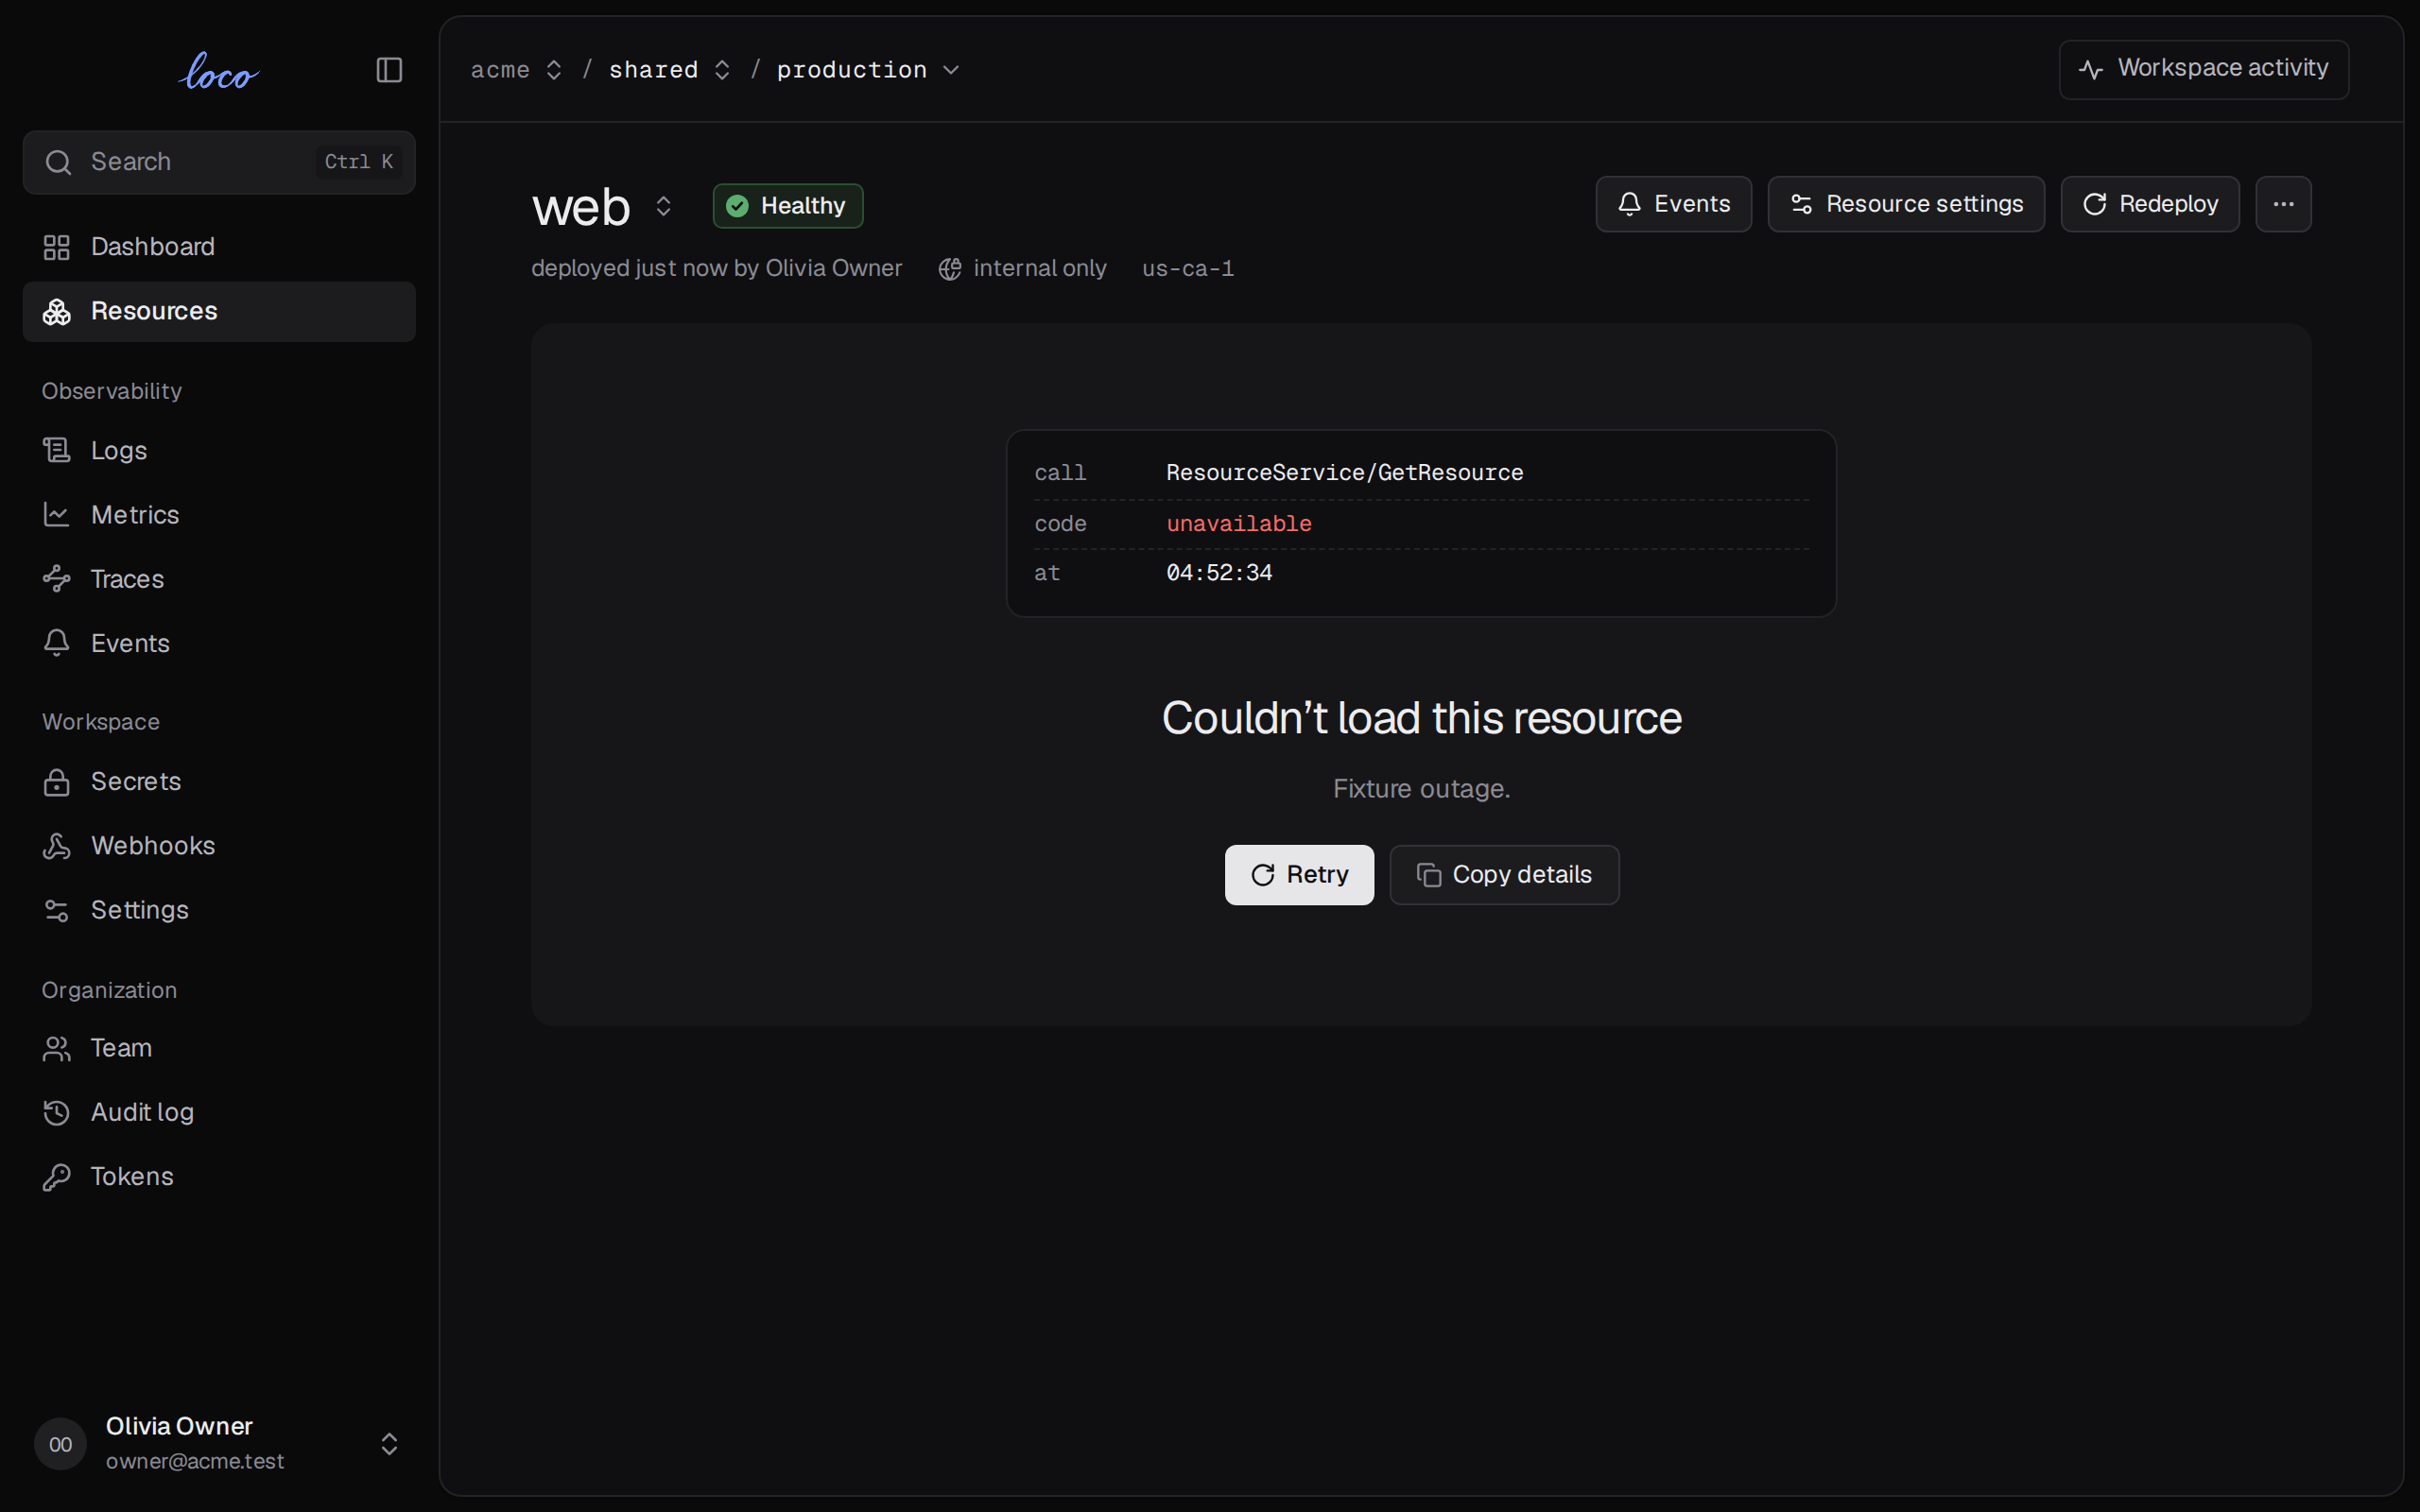 loco
Search Ctrl K
Dashboard
Resources
Observability
Logs
Metrics
Traces
Events
Workspace
Secrets
Webhooks
Settings
Organization
Team
Audit log
Tokens
OO Olivia Owner
owner@acme.test
acme / shared / production
Workspace activity
web Healthy
Events Resource settings Redeploy
deployed just now by Olivia Owner internal only us-ca-1
call ResourceService/GetResource
code unavailable
at 04:52:34
Couldn’t load this resource
Fixture outage.
Retry Copy details